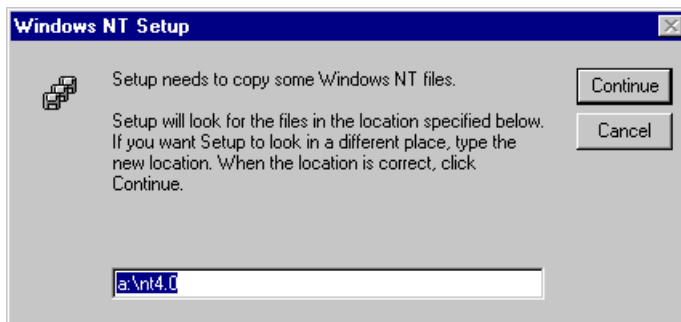 Windows NT Setup
Setup needs to copy some Windows NT files.
Continue
Setup will look for the files in the location specified below.
If you want Setup to look in a different place, type the
new location. When the location is correct, click
Continue.
Cancel
a:\nt4.0